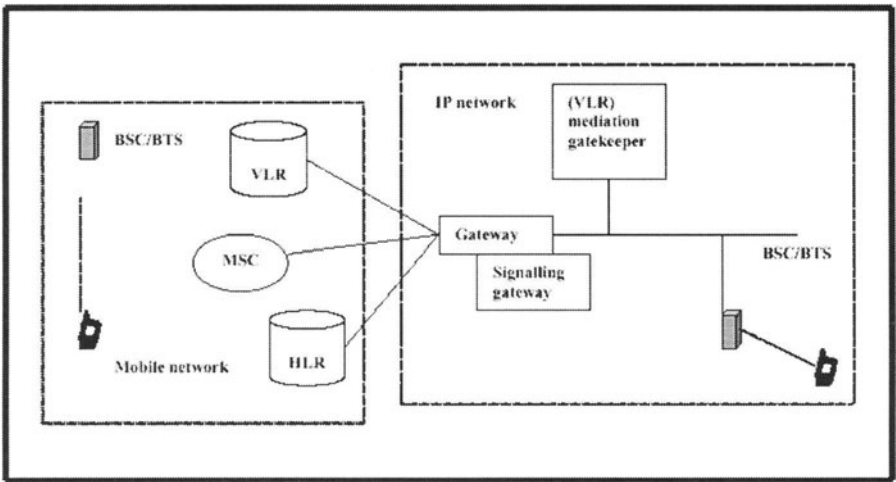 BSC/BTS
VLR
MSC
HLR
Mobile network
IP network
(VLR)
mediation
gatekeeper
Gateway
Signalling
gateway
BSC/BTS